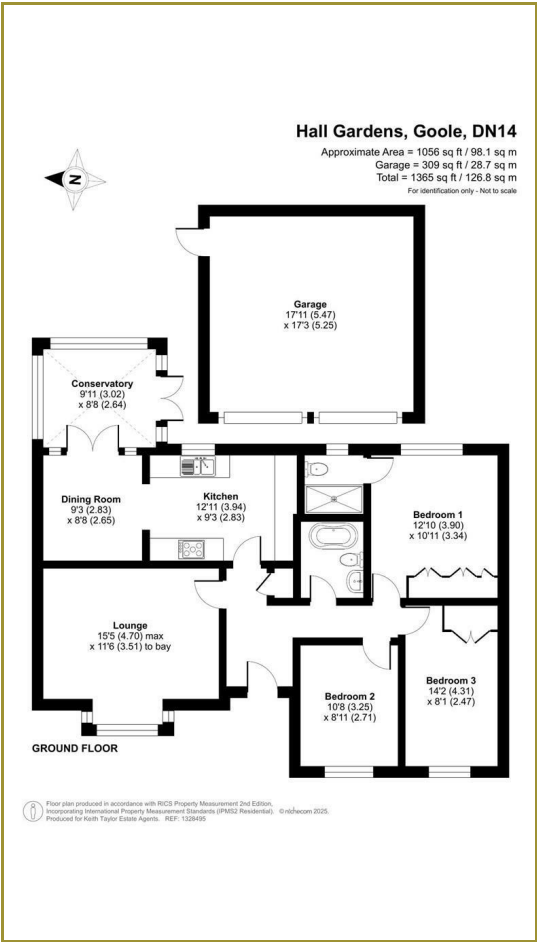 Hall Gardens, Goole, DN14
Approximate Area = 1056 sq ft / 98.1 sq m
Garage = 309 sq ft / 28.7 sq m
Total = 1365 sq ft / 126.8 sq m
For identification only - Not to scale
N
Garage
17'11 (5.47)
x 17'3 (5.25)
Conservatory
9'11 (3.02)
x 8'8 (2.64)
Dining Room
9'3 (2.83)
x 8'8 (2.65)
Kitchen
12'11 (3.94)
x 9'3 (2.83)
Bedroom 1
12'10 (3.90)
x 10'11 (3.34)
Lounge
15'5 (4.70) max
x 11'6 (3.51) to bay
Bedroom 2
10'8 (3.25)
x 8'11 (2.71)
Bedroom 3
14'2 (4.31)
x 8'1 (2.47)
GROUND FLOOR
Floor plan produced in accordance with RICS Property Measurement 2nd Edition,
Incorporating International Property Measurement Standards (IPMS2 Residential). © nichecom 2025.
Produced for Keith Taylor Estate Agents. REF: 1328495